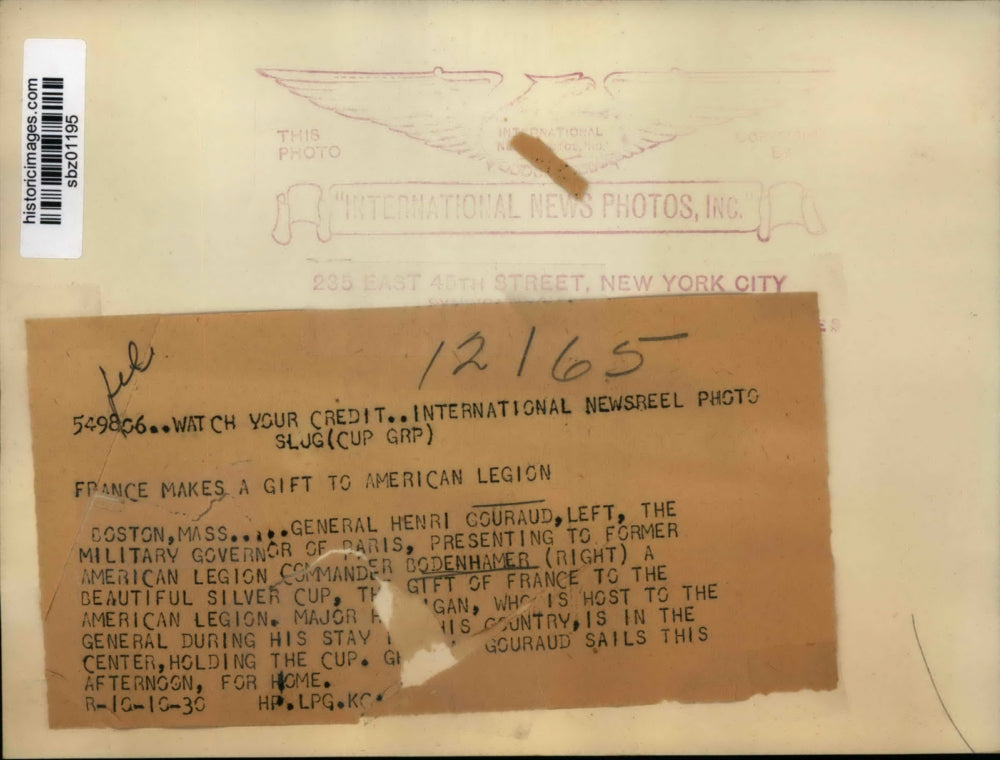 historicimages.com
sbz01195
THIS
PHOTO
INTERNATIONAL
"INTERNATIONAL NEWS PHOTOS, INC."
235 EAST 45TH STREET, NEW YORK CITY
12165
549806..WATCH YOUR CREDIT..INTERNATIONAL NEWSREEL PHOTO
SLUG(CUP GRP)
FRANCE MAKES A GIFT TO AMERICAN LEGION
BOSTON,MASS.....GENERAL HENRI GOURAUD,LEFT, THE
MILITARY GOVERNOR OF PARIS, PRESENTING TO FORMER
AMERICAN LEGION COMMANDER BODENHAMER (RIGHT) A
BEAUTIFUL SILVER CUP, GIFT OF FRANCE TO THE
AMERICAN LEGION. MAJOR WHO IS HOST TO THE
GENERAL DURING HIS STAY COUNTRY,IS IN THE
CENTER,HOLDING THE CUP. GOURAUD SAILS THIS
AFTERNOON, FOR HOME.
R-10-10-30 HP.LPG.KC.